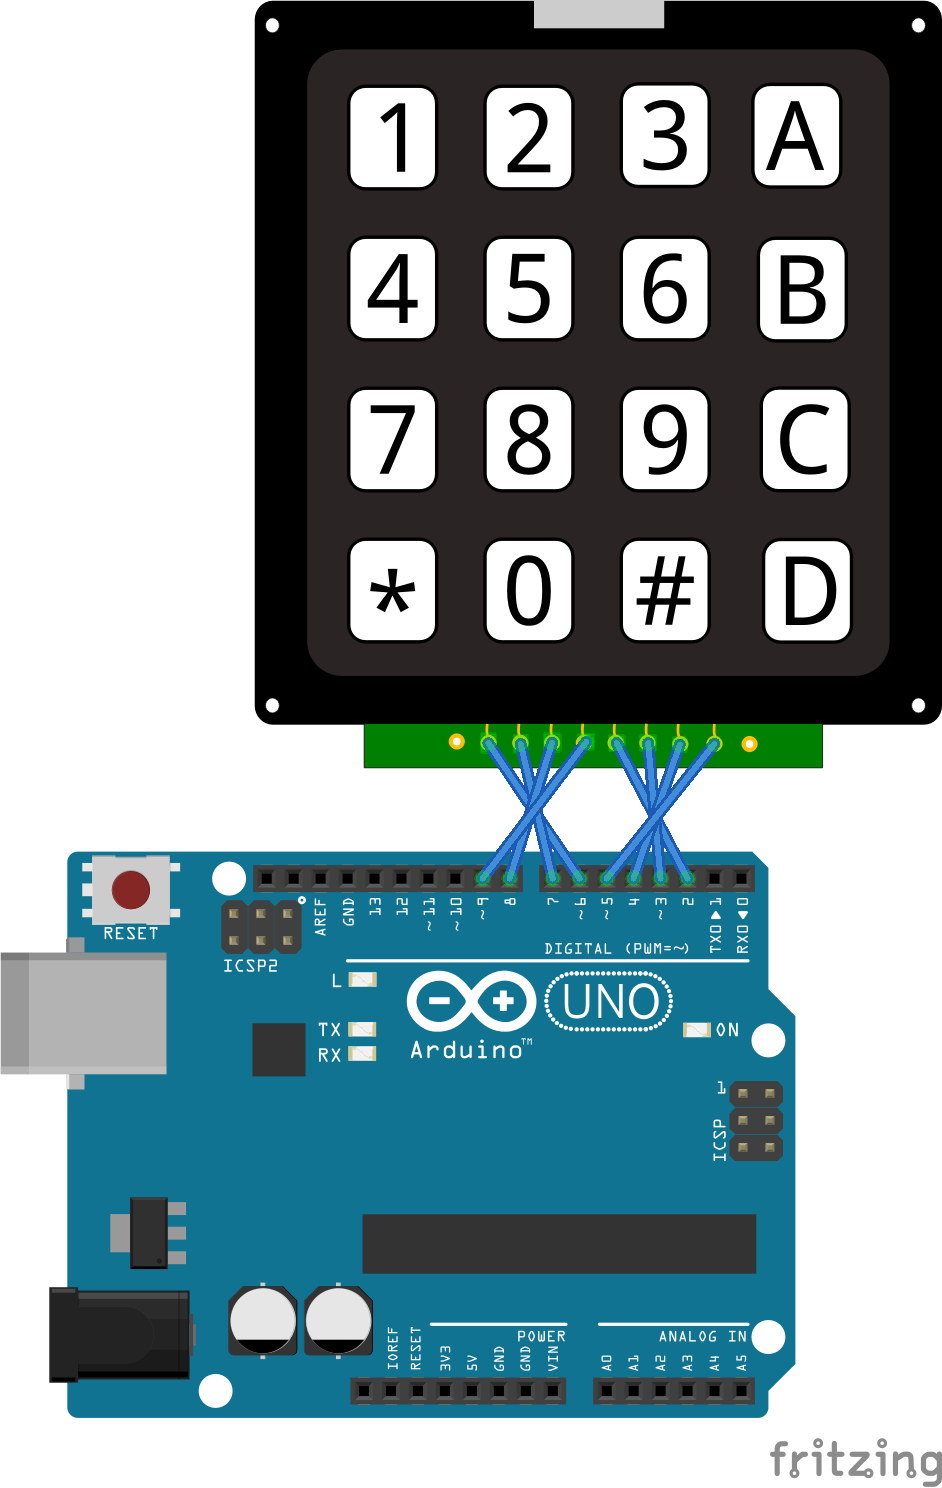 1 2 3 A
4 5 6 B
7 8 9 C
* 0 # D
RESET
ICSP2
AREF
GND
13
12
~11
~10
~9
8
7
~6
~5
4
~3
2
TX0▶1
RX0◀0
DIGITAL (PWM=~)
L
TX
RX
UNO
ON
Arduino™
1
ICSP
POWER
ANALOG IN
IOREF
RESET
3V3
5V
GND
GND
VIN
A0
A1
A2
A3
A4
A5
fritzing